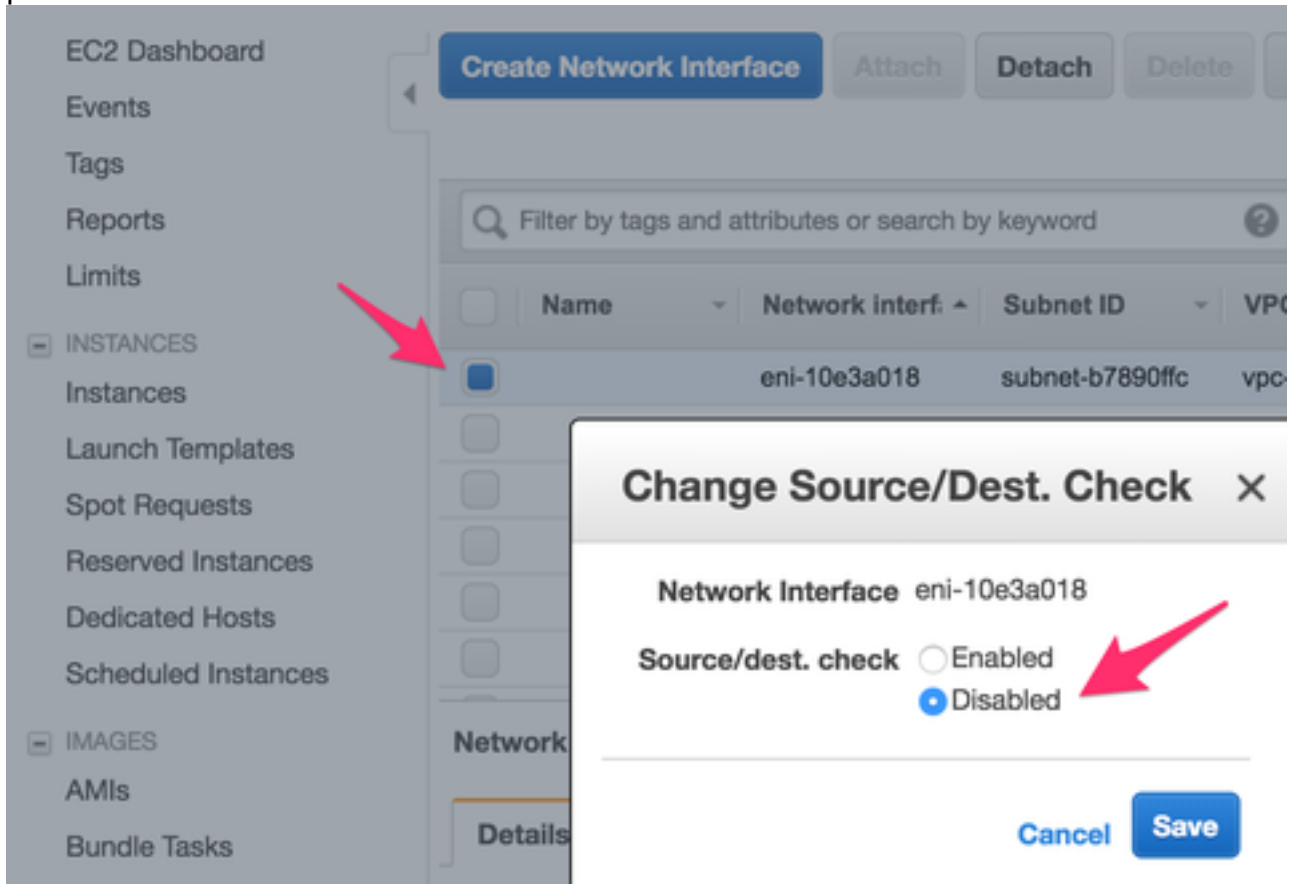 EC2 Dashboard
Events
Tags
Reports
Limits
INSTANCES
Instances
Launch Templates
Spot Requests
Reserved Instances
Dedicated Hosts
Scheduled Instances
IMAGES
AMIs
Bundle Tasks
Create Network Interface Attach Detach Delete
Filter by tags and attributes or search by keyword
Name Network interf Subnet ID VPC
eni-10e3a018 subnet-b7890ffc vpc-
Change Source/Dest. Check
Network Interface eni-10e3a018
Source/dest. check Enabled
Disabled
Cancel Save
Network
Details